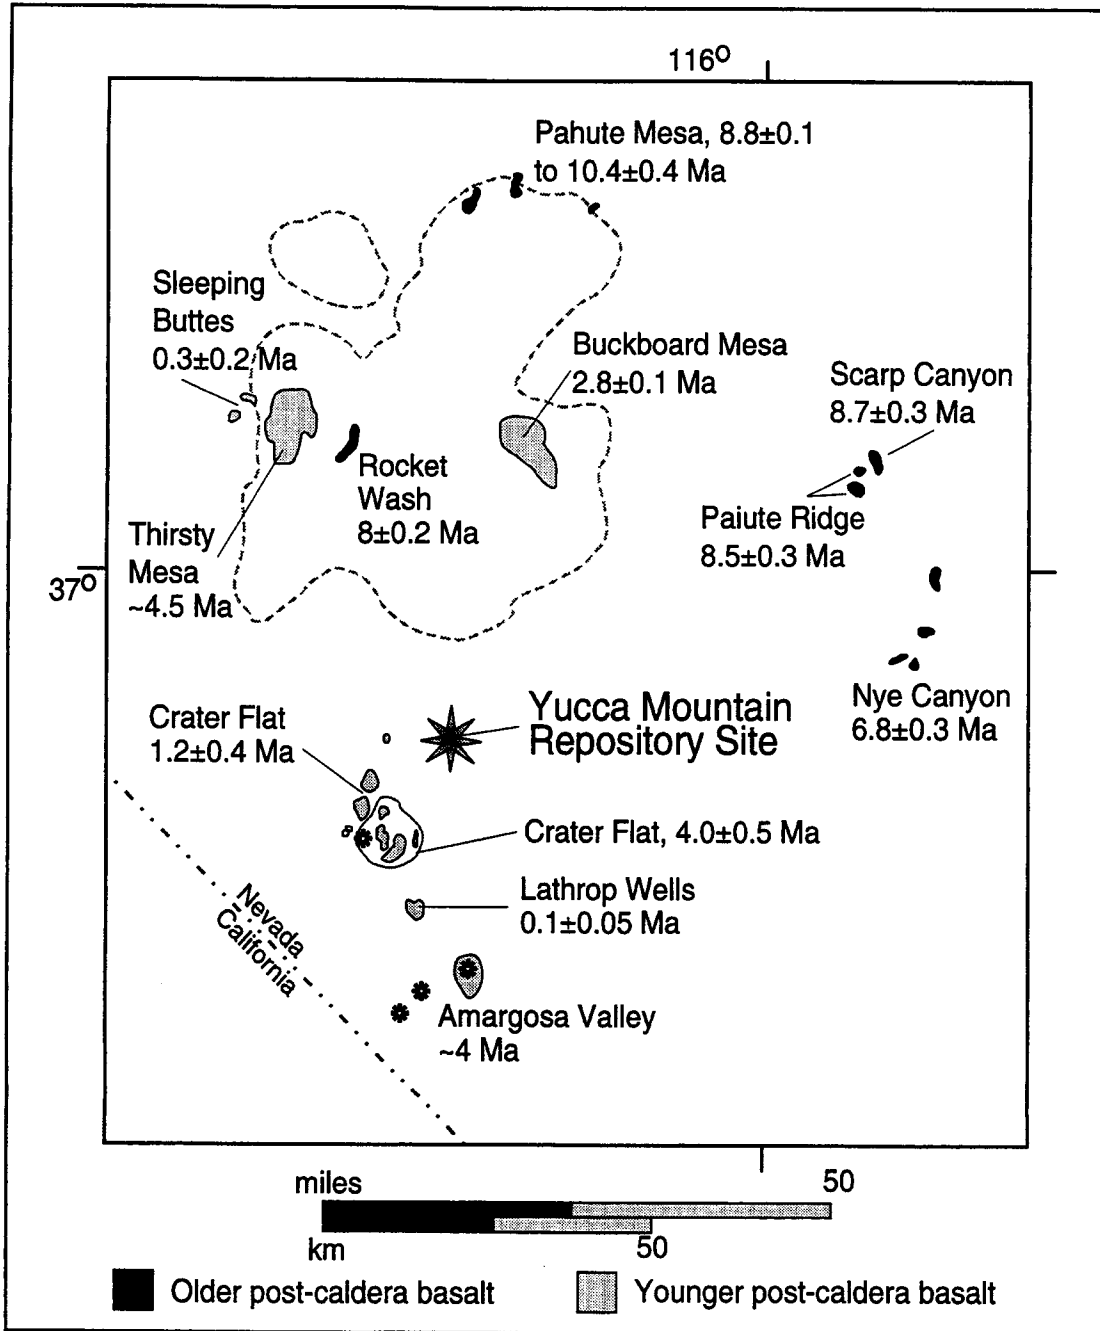 116°
Pahute Mesa, 8.8±0.1
to 10.4±0.4 Ma
Sleeping
Buttes
0.3±0.2 Ma
Buckboard Mesa
2.8±0.1 Ma
Scarp Canyon
8.7±0.3 Ma
Rocket
Wash
8±0.2 Ma
Paiute Ridge
8.5±0.3 Ma
Thirsty
Mesa
~4.5 Ma
37°
Nye Canyon
6.8±0.3 Ma
Yucca Mountain
Repository Site
Crater Flat
1.2±0.4 Ma
Crater Flat, 4.0±0.5 Ma
Lathrop Wells
0.1±0.05 Ma
Nevada
California
Amargosa Valley
~4 Ma
miles
50
km
50
Older post-caldera basalt
Younger post-caldera basalt